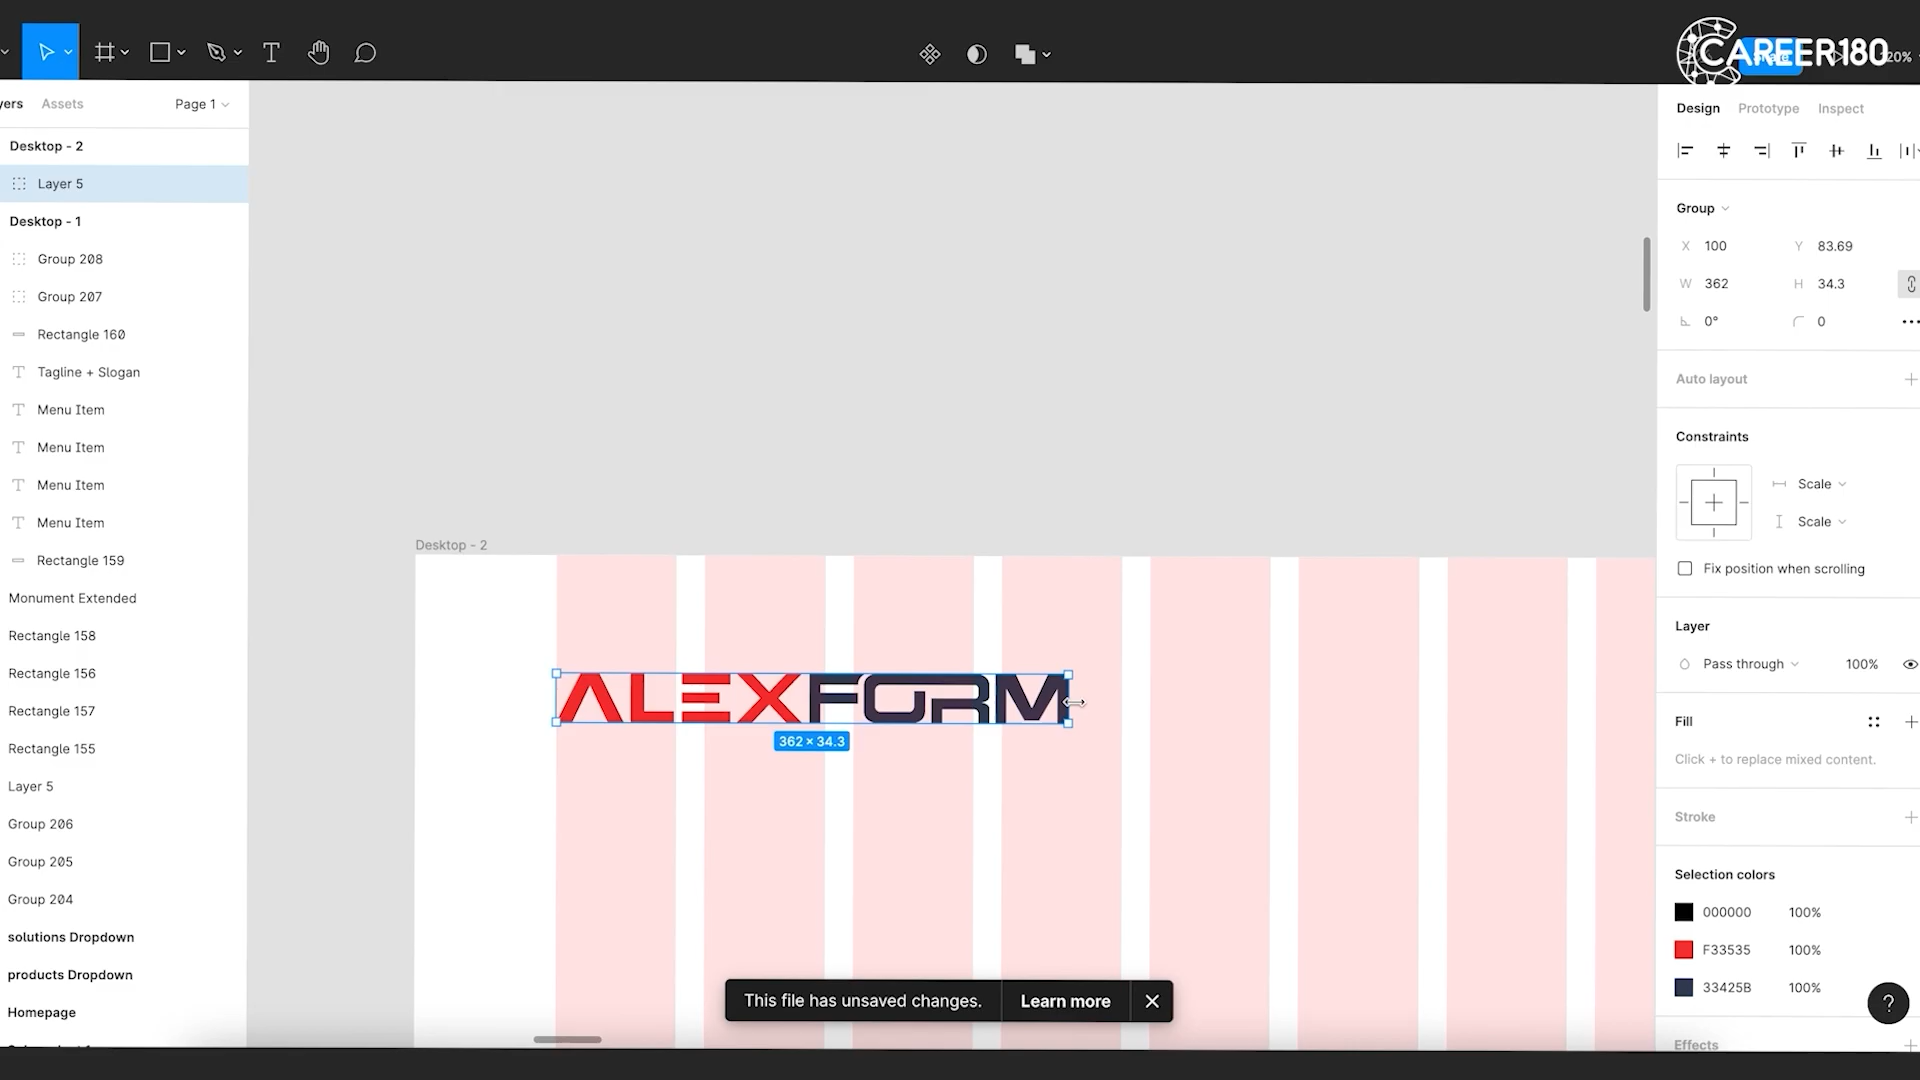 CAREER180
20%
yers Assets Page 1
Design Prototype Inspect
Desktop - 2
Layer 5
Desktop - 1
Group 208
Group 207
Rectangle 160
Tagline + Slogan
Menu Item
Menu Item
Menu Item
Menu Item
Rectangle 159
Monument Extended
Rectangle 158
Rectangle 156
Rectangle 157
Rectangle 155
Layer 5
Group 206
Group 205
Group 204
solutions Dropdown
products Dropdown
Homepage
Desktop - 2
ALEXFORM
362 × 34.3
This file has unsaved changes. Learn more
Group
X 100 Y 83.69
W 362 H 34.3
0° 0
Auto layout
Constraints
Scale
Scale
Fix position when scrolling
Layer
Pass through 100%
Fill
Click + to replace mixed content.
Stroke
Selection colors
000000 100%
F33535 100%
33425B 100%
?
Effects